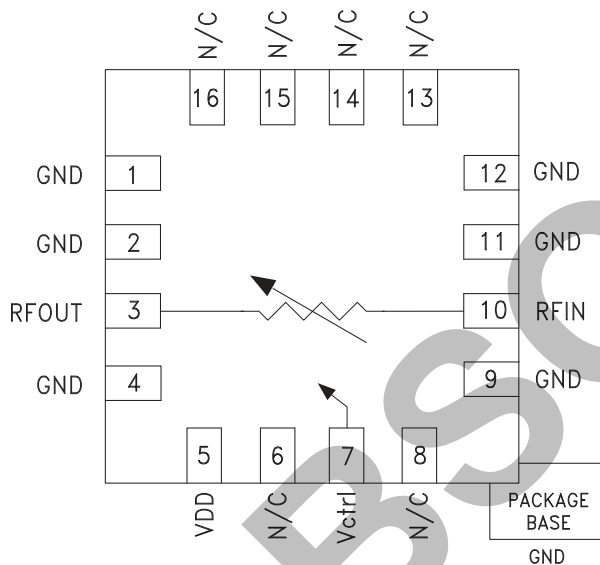 N/C N/C N/C N/C
16 15 14 13
GND 1 12 GND
GND 2 11 GND
RFOUT 3 10 RFIN
GND 4 9 GND
5 6 7 8
VDD N/C Vctrl N/C
PACKAGE
BASE
GND